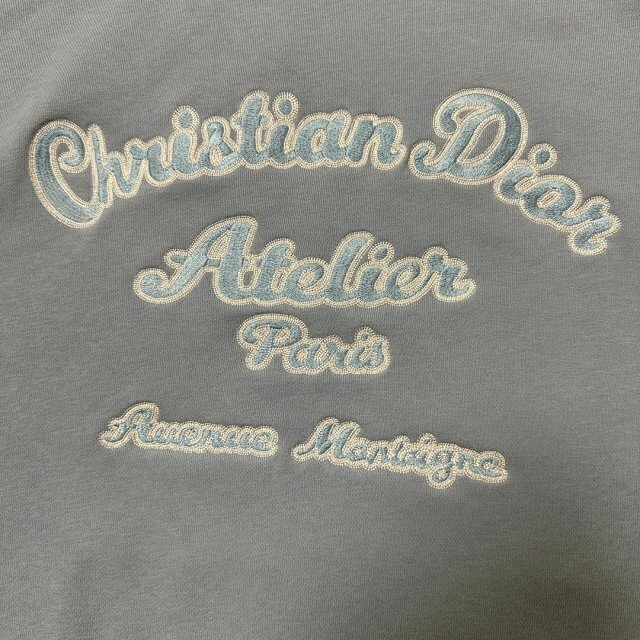 Christian Dior
Atelier
Paris
Avenue Montaigne